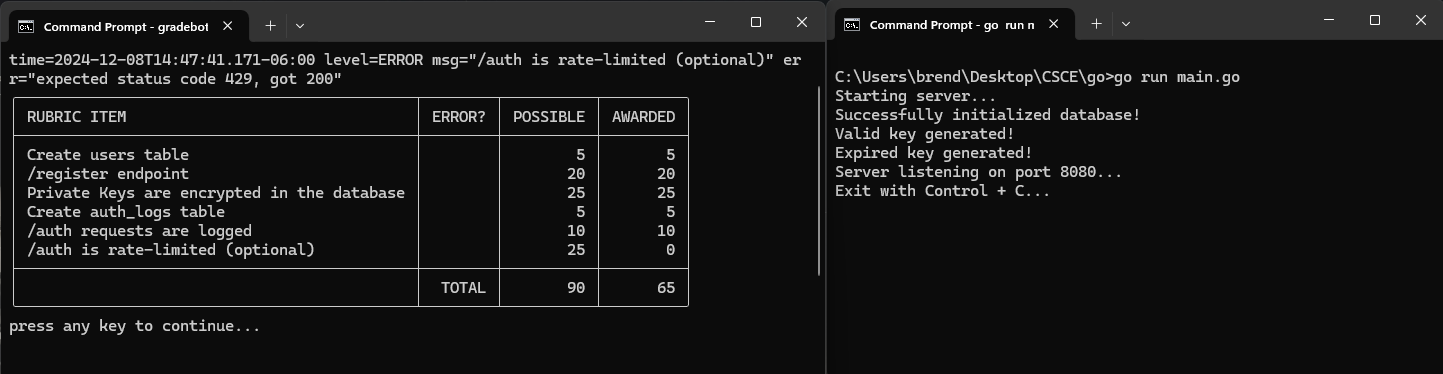 Command Prompt - gradebot
time=2024-12-08T14:47:41.171-06:00 level=ERROR msg="/auth is rate-limited (optional)" er
r="expected status code 429, got 200"
RUBRIC ITEM ERROR? POSSIBLE AWARDED
Create users table 5 5
/register endpoint 20 20
Private Keys are encrypted in the database 25 25
Create auth_logs table 5 5
/auth requests are logged 10 10
/auth is rate-limited (optional) 25 0
TOTAL 90 65
press any key to continue...
Command Prompt - go  run n
C:\Users\brend\Desktop\CSCE\go>go run main.go
Starting server...
Successfully initialized database!
Valid key generated!
Expired key generated!
Server listening on port 8080...
Exit with Control + C...